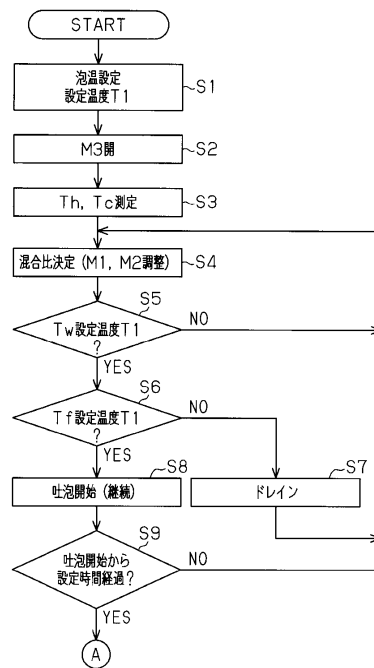 START
泡温設定
設定温度T1
S1
M3開
S2
Th, Tc測定
S3
混合比決定 (M1, M2調整)
S4
S5
Tw設定温度T1
?
NO
YES
S6
Tf設定温度T1
?
NO
YES
S8
吐泡開始 (継続)
S7
ドレイン
S9
吐泡開始から
設定時間経過?
NO
YES
A